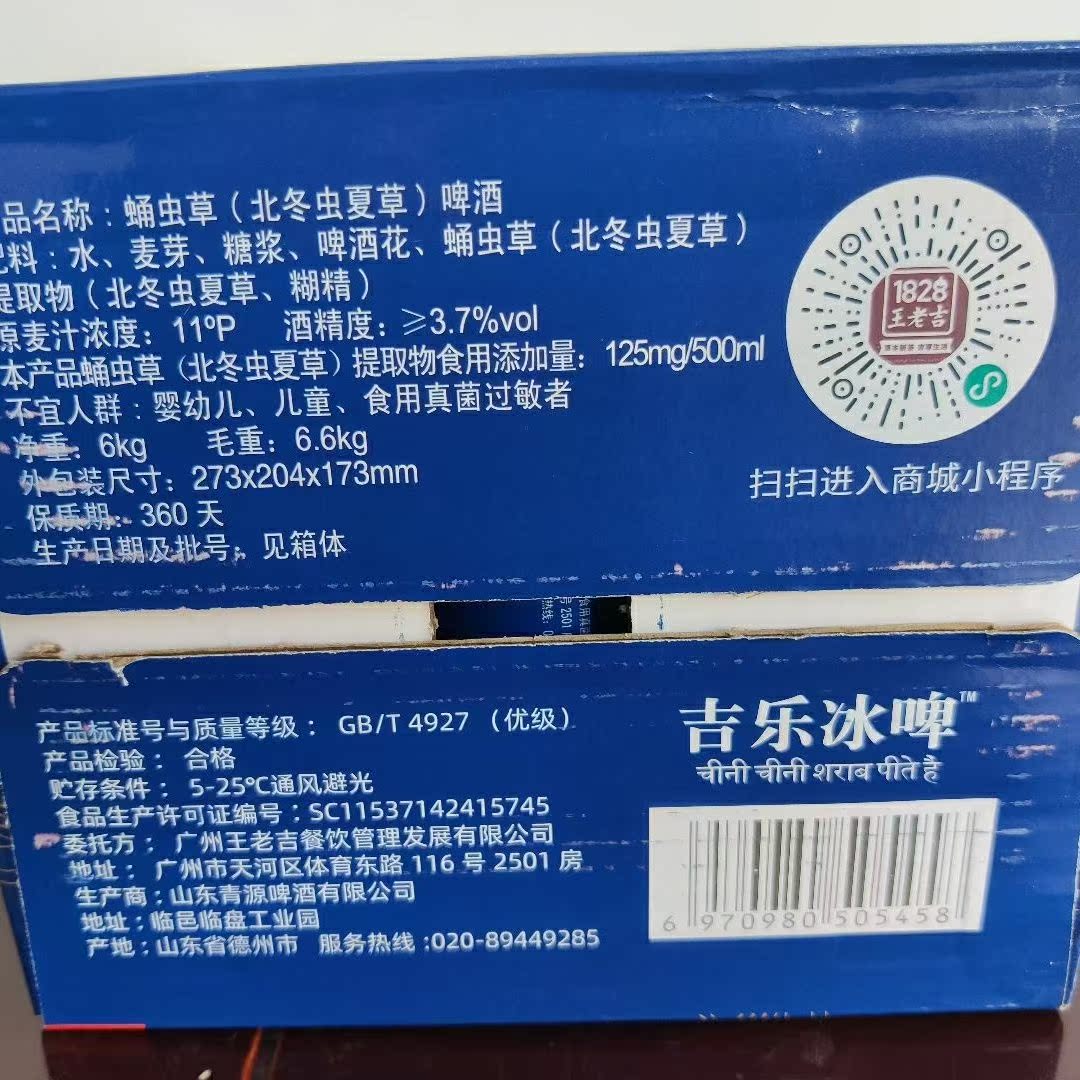 品名称：蛹虫草（北冬虫夏草）啤酒
料：水、麦芽、糖浆、啤酒花、蛹虫草（北冬虫夏草）
提取物（北冬虫夏草、糊精）
原麦汁浓度：11ºP 酒精度：≥3.7%vol
本产品蛹虫草（北冬虫夏草）提取物食用添加量：125mg/500ml
不宜人群：婴幼儿、儿童、食用真菌过敏者
净重：6kg 毛重：6.6kg
外包装尺寸：273x204x173mm
保质期：360 天
生产日期及批号：见箱体
1828
王老吉
扫扫进入商城小程序
食用真菌
号 2501
热线：0
产品标准号与质量等级：GB/T 4927 （优级）
产品检验：合格
贮存条件：5-25℃通风避光
食品生产许可证编号：SC11537142415745
委托方：广州王老吉餐饮管理发展有限公司
地址：广州市天河区体育东路 116 号 2501 房
生产商：山东青源啤酒有限公司
地址：临邑临盘工业园
产地：山东省德州市 服务热线：020-89449285
吉乐冰啤™
चीनी चीनी शराब पीते है
6 970980 505458